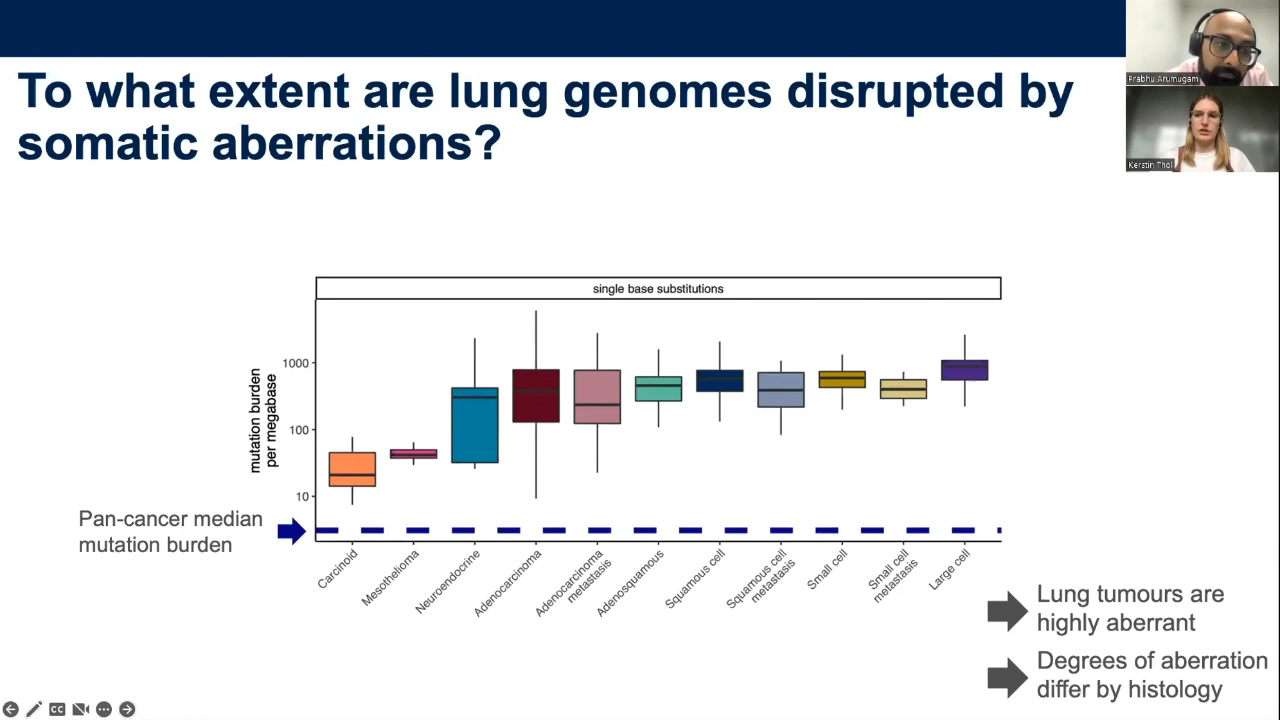 To what extent are lung genomes disrupted by
somatic aberrations?
Prabhu Arumugam
Kerstin Thol
single base substitutions
mutation burden
per megabase
1000
100
10
Pan-cancer median
mutation burden
Carcinoid
Mesothelioma
Neuroendocrine
Adenocarcinoma
Adenocarcinoma
metastasis
Adenosquamous
Squamous cell
Squamous cell
metastasis
Small cell
Small cell
metastasis
Large cell
Lung tumours are
highly aberrant
Degrees of aberration
differ by histology
CC